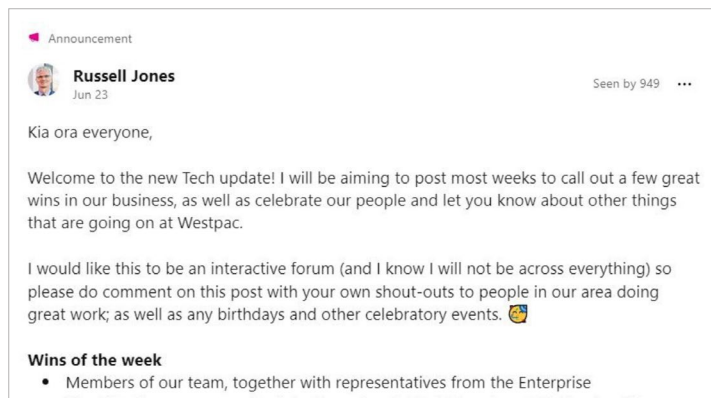 Announcement
Russell Jones
Jun 23
Seen by 949
Kia ora everyone,
Welcome to the new Tech update! I will be aiming to post most weeks to call out a few great
wins in our business, as well as celebrate our people and let you know about other things
that are going on at Westpac.
I would like this to be an interactive forum (and I know I will not be across everything) so
please do comment on this post with your own shout-outs to people in our area doing
great work; as well as any birthdays and other celebratory events. 🥳
Wins of the week
• Members of our team, together with representatives from the Enterprise